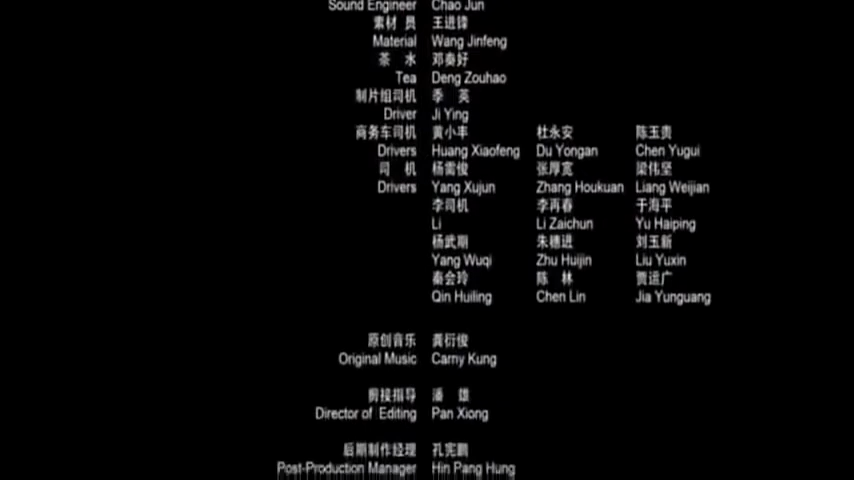 Sound Engineer Chao Jun
素材 员 王进锋
Material Wang Jinfeng
茶 水 邓奏好
Tea Deng Zouhao
制片组司机 季 英
Driver Ji Ying
商务车司机 黄小丰 杜永安 陈玉贵
Drivers Huang Xiaofeng Du Yongan Chen Yugui
司 机 杨需俊 张厚宽 梁伟坚
Drivers Yang Xujun Zhang Houkuan Liang Weijian
李司机 李再春 于海平
Li Li Zaichun Yu Haiping
杨武期 朱穗进 刘玉新
Yang Wuqi Zhu Huijin Liu Yuxin
秦会玲 陈 林 贾运广
Qin Huiling Chen Lin Jia Yunguang
原创音乐 龚衍俊
Original Music Carny Kung
剪接指导 潘 雄
Director of Editing Pan Xiong
后期制作经理 孔宪鹏
Post-Production Manager Hin Pang Hung